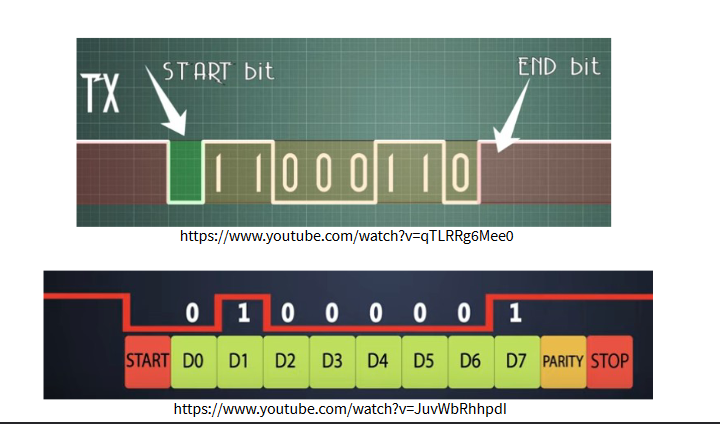 START bit
END bit
TX
1 1 0 0 0 1 1 0
https://www.youtube.com/watch?v=qTLRRg6Mee0
0 1 0 0 0 0 0 1
START D0 D1 D2 D3 D4 D5 D6 D7 PARITY STOP
https://www.youtube.com/watch?v=JuvWbRhhpdI